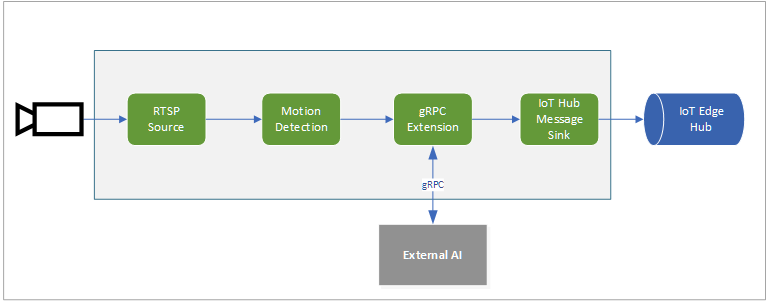 RTSP
Source
Motion
Detection
gRPC
Extension
IoT Hub
Message
Sink
IoT Edge
Hub
gRPC
External AI